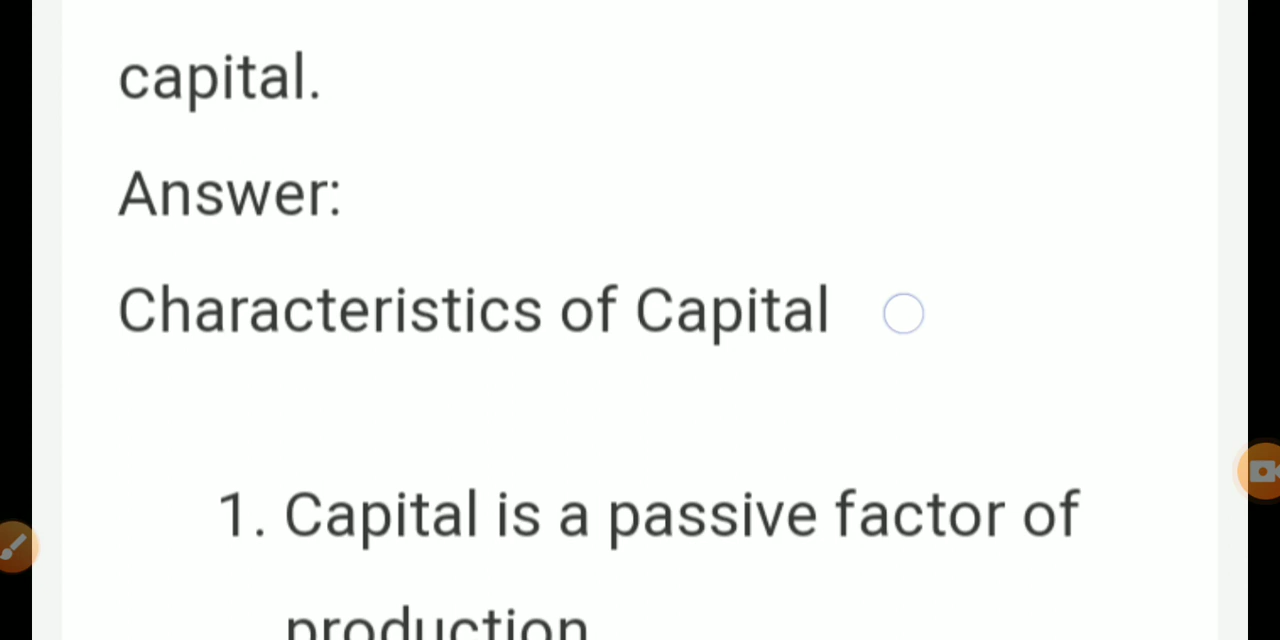 capital.
Answer:
Characteristics of Capital
1. Capital is a passive factor of
production